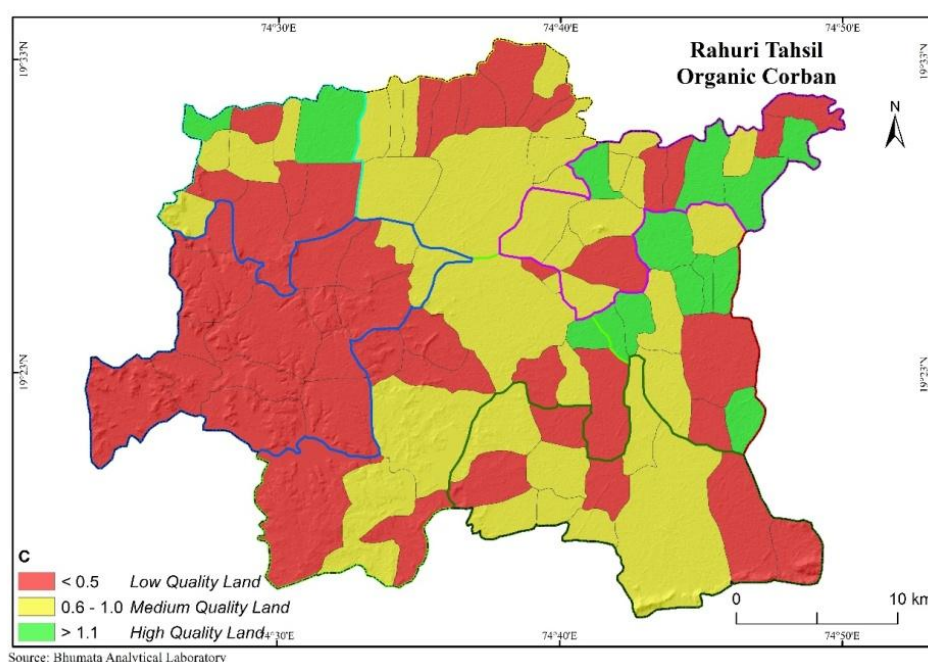 74°30'E 74°40'E 74°50'E
Rahuri Tahsil
Organic Corban
19°33'N 19°33'N
N
19°23'N 19°23'N
C
< 0.5 Low Quality Land
0.6 - 1.0 Medium Quality Land
> 1.1 High Quality Land
0 10 km
74°30'E 74°40'E 74°50'E
Source: Bhumata Analytical Laboratory